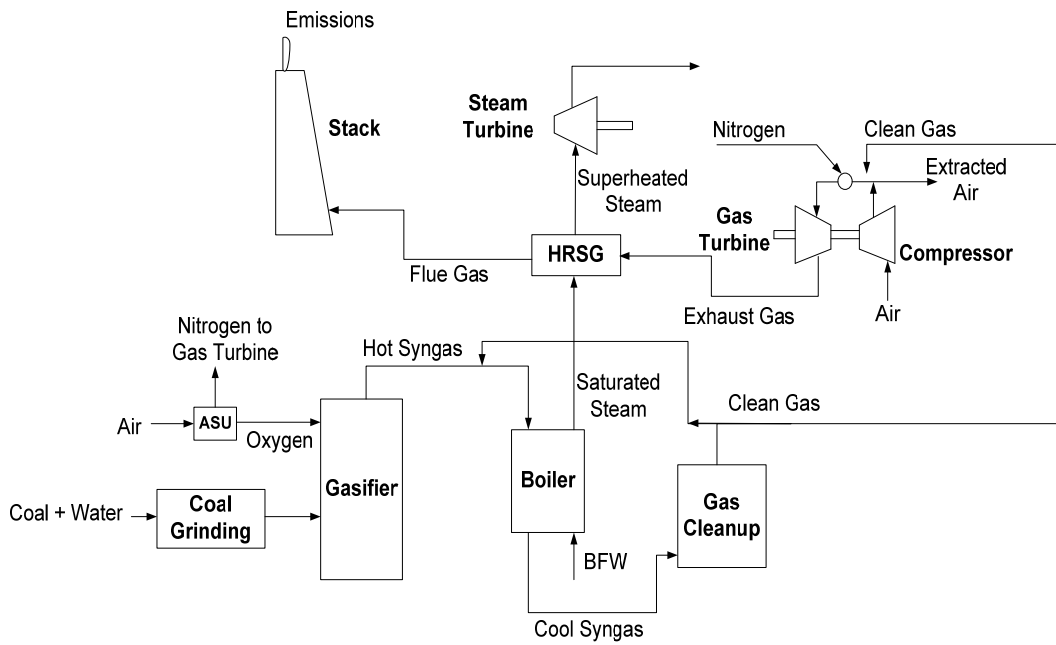 Emissions
Stack
Steam
Turbine
Nitrogen
Clean Gas
Extracted
Air
Superheated
Steam
Gas
Turbine
HRSG
Compressor
Flue Gas
Exhaust Gas
Air
Nitrogen to
Gas Turbine
Hot Syngas
Saturated
Steam
Clean Gas
Air
ASU
Oxygen
Gasifier
Boiler
Gas
Cleanup
Coal + Water
Coal
Grinding
BFW
Cool Syngas